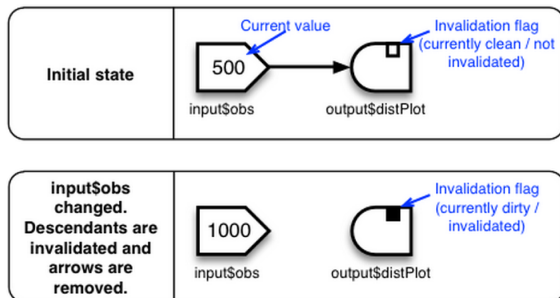 Current value
Invalidation flag
(currently clean / not
invalidated)
Initial state
500
input$obs
output$distPlot
input$obs
changed.
Descendants are
invalidated and
arrows are
removed.
Invalidation flag
(currently dirty /
invalidated)
1000
input$obs
output$distPlot